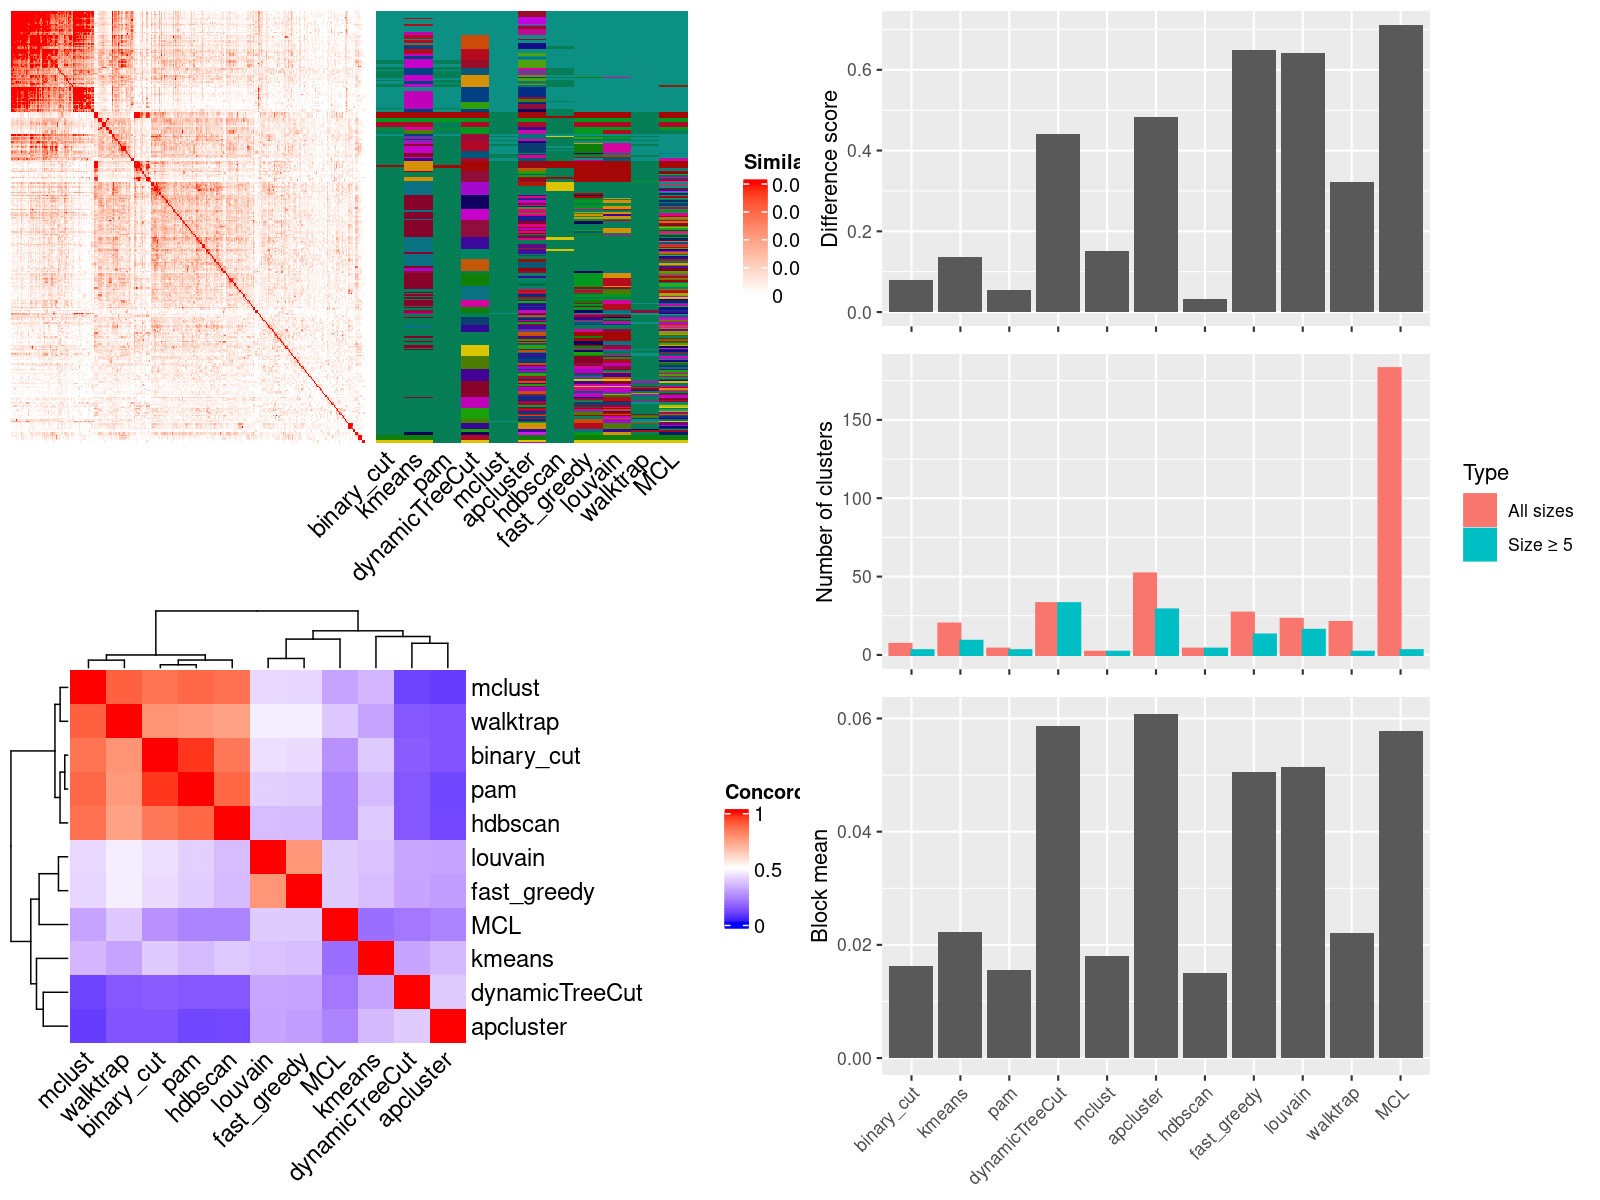 Simila
0.0
0.0
0.0
0.0
0
binary_cut
kmeans
pam
dynamicTreeCut
mclust
apcluster
hdbscan
fast_greedy
louvain
walktrap
MCL
mclust
walktrap
binary_cut
pam
hdbscan
louvain
fast_greedy
MCL
kmeans
dynamicTreeCut
apcluster
mclust
walktrap
binary_cut
pam
hdbscan
louvain
fast_greedy
MCL
kmeans
dynamicTreeCut
apcluster
Concord
1
0.5
0
Difference score
0.6
0.4
0.2
0.0
Number of clusters
150
100
50
0
Type
All sizes
Size ≥ 5
Block mean
0.06
0.04
0.02
0.00
binary_cut
kmeans
pam
dynamicTreeCut
mclust
apcluster
hdbscan
fast_greedy
louvain
walktrap
MCL